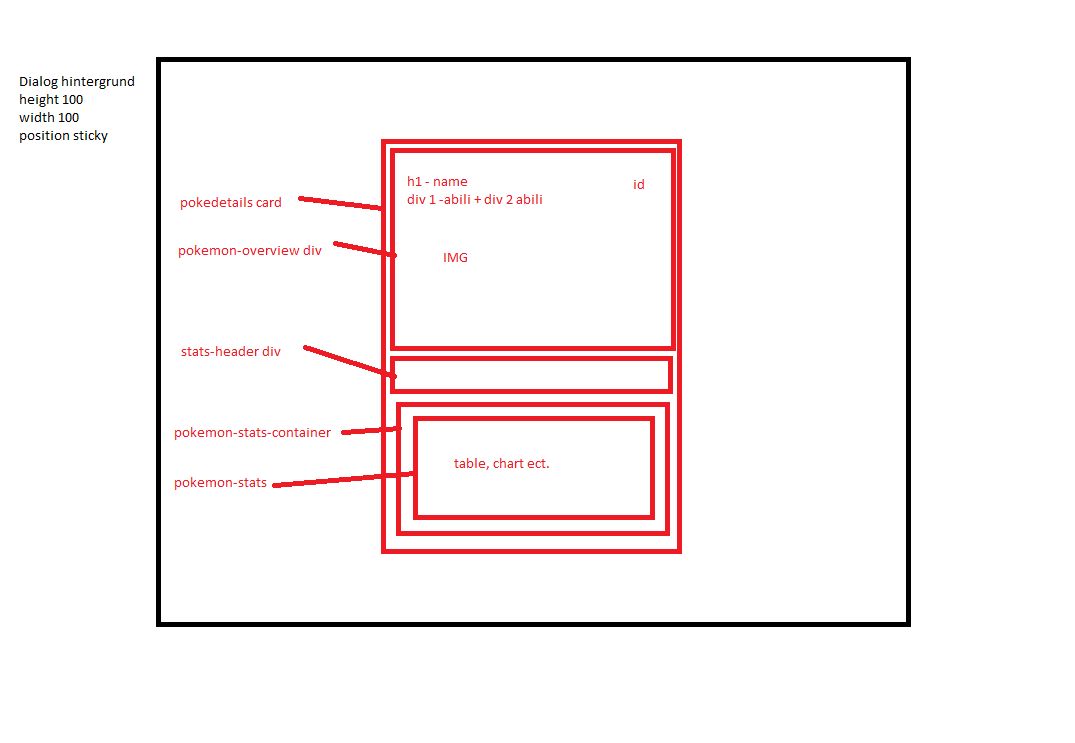 Dialog hintergrund
height 100
width 100
position sticky
h1 - name
id
div 1 -abili + div 2 abili
pokedetails card
pokemon-overview div
IMG
stats-header div
pokemon-stats-container
table, chart ect.
pokemon-stats